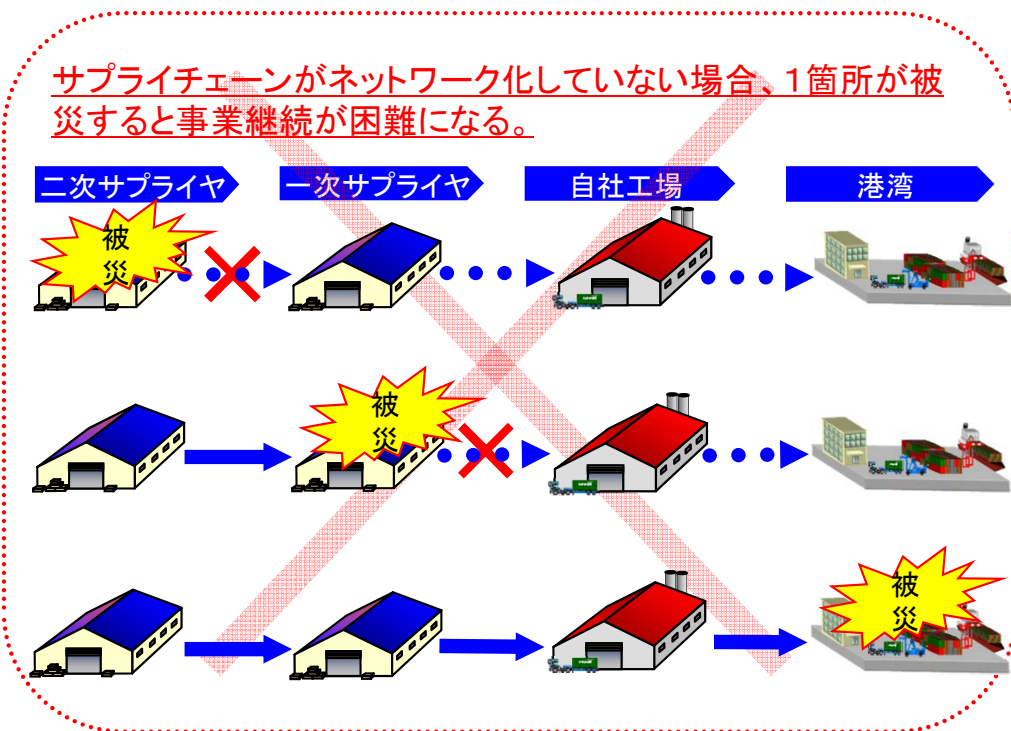 サプライチェーンがネットワーク化していない場合、1箇所が被
災すると事業継続が困難になる。
二次サプライヤ
一次サプライヤ
自社工場
港湾
被
災
被
災
被
災